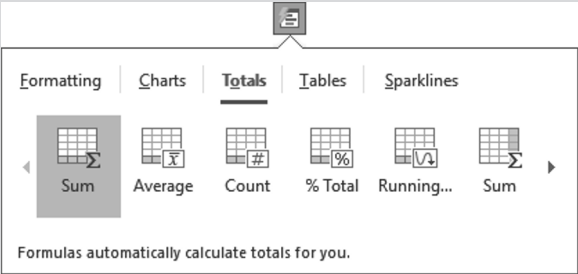 Formatting Charts Totals Tables Sparklines
Σ x̅ # % Σ
Sum Average Count % Total Running... Sum
Formulas automatically calculate totals for you.